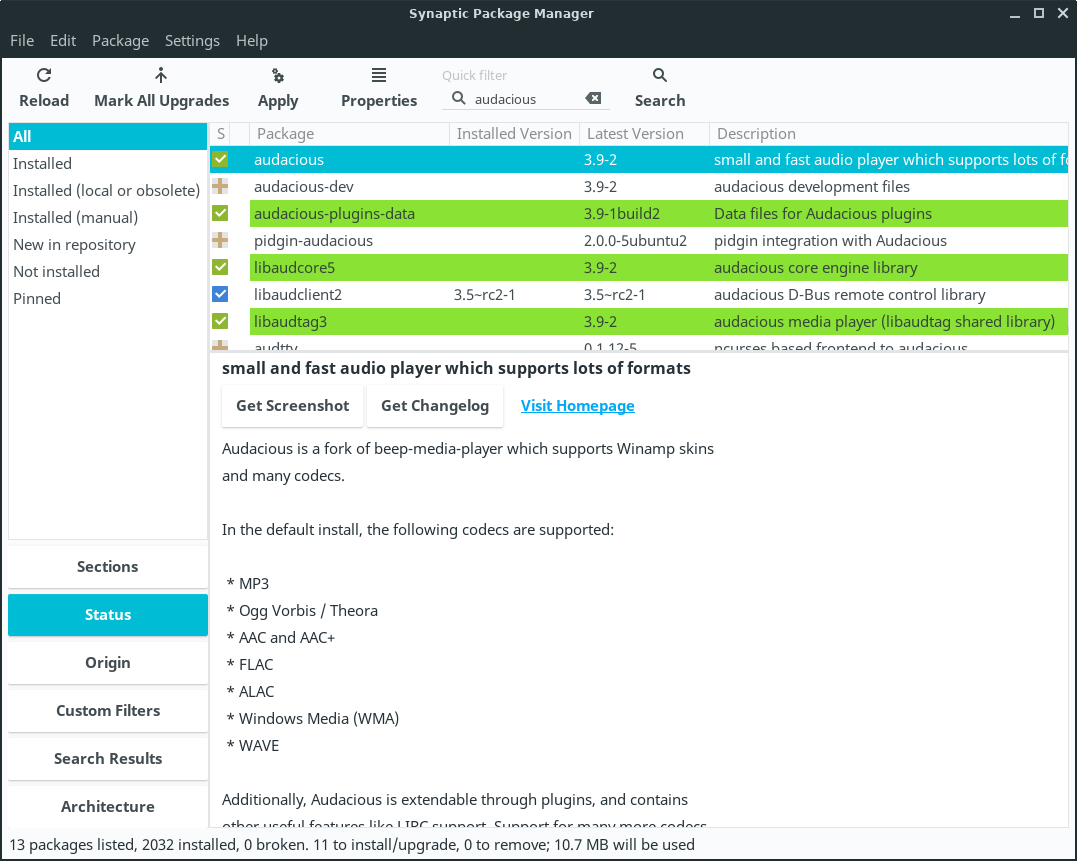 Synaptic Package Manager
File Edit Package Settings Help
Quick filter
Reload Mark All Upgrades Apply Properties audacious Search
All
Installed
Installed (local or obsolete)
Installed (manual)
New in repository
Not installed
Pinned
S Package Installed Version Latest Version Description
audacious 3.9-2 small and fast audio player which supports lots of fo
audacious-dev 3.9-2 audacious development files
audacious-plugins-data 3.9-1build2 Data files for Audacious plugins
pidgin-audacious 2.0.0-5ubuntu2 pidgin integration with Audacious
libaudcore5 3.9-2 audacious core engine library
libaudclient2 3.5~rc2-1 3.5~rc2-1 audacious D-Bus remote control library
libaudtag3 3.9-2 audacious media player (libaudtag shared library)
audtty 0.1.12-5 ncurses based frontend to audacious
small and fast audio player which supports lots of formats
Get Screenshot Get Changelog Visit Homepage
Audacious is a fork of beep-media-player which supports Winamp skins
and many codecs.
In the default install, the following codecs are supported:
* MP3
* Ogg Vorbis / Theora
* AAC and AAC+
* FLAC
* ALAC
* Windows Media (WMA)
* WAVE
Additionally, Audacious is extendable through plugins, and contains
other useful features like LIRC support. Support for many more codecs
Sections
Status
Origin
Custom Filters
Search Results
Architecture
13 packages listed, 2032 installed, 0 broken. 11 to install/upgrade, 0 to remove; 10.7 MB will be used